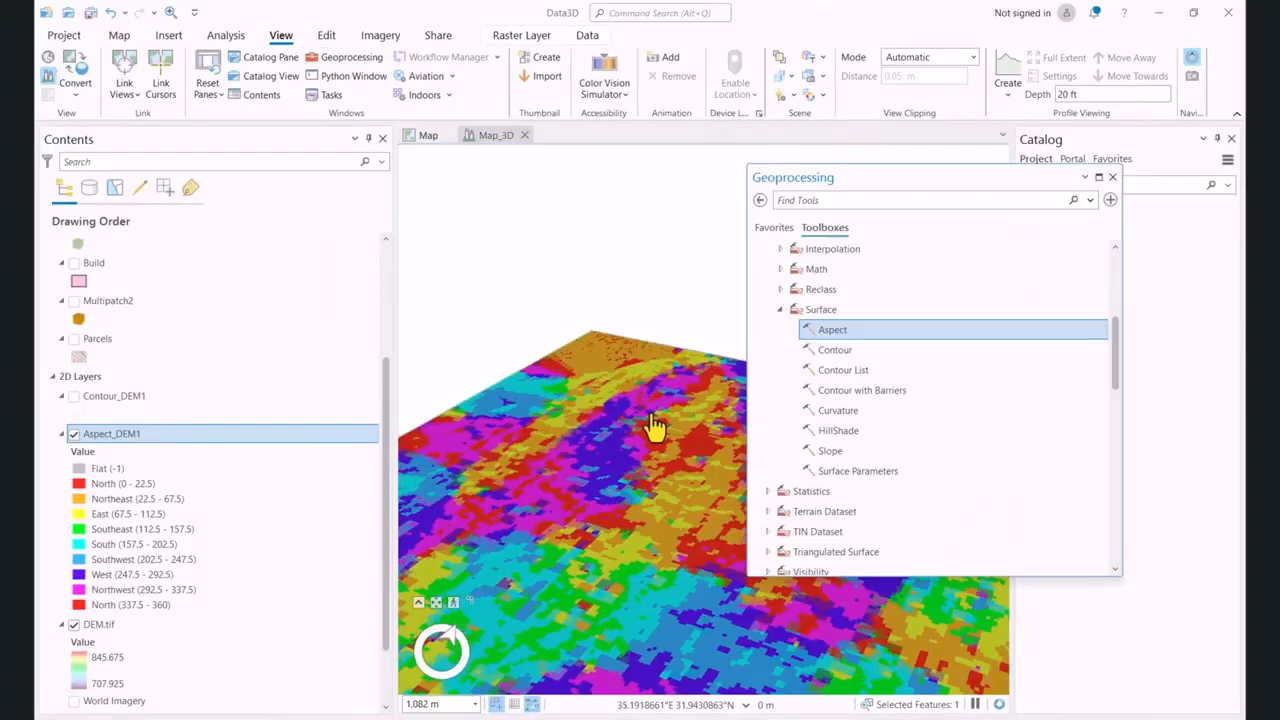 Data3D
Command Search (Alt+Q)
Not signed in
?
Project Map Insert Analysis View Edit Imagery Share Raster Layer Data
Convert
Link Views
Link Cursors
Reset Panes
Catalog Pane
Catalog View
Contents
Geoprocessing
Python Window
Tasks
Workflow Manager
Aviation
Indoors
Create
Import
Color Vision Simulator
Add
Remove
Enable Location
Mode Automatic
Distance 0.05 m
Create
Full Extent
Settings
Move Away
Move Towards
Depth 20 ft
View Link Windows Thumbnail Accessibility Animation Device L... Scene View Clipping Profile Viewing Navi...
Contents
Search
Drawing Order
Build
Multipatch2
Parcels
2D Layers
Contour_DEM1
Aspect_DEM1
Value
Flat (-1)
North (0 - 22.5)
Northeast (22.5 - 67.5)
East (67.5 - 112.5)
Southeast (112.5 - 157.5)
South (157.5 - 202.5)
Southwest (202.5 - 247.5)
West (247.5 - 292.5)
Northwest (292.5 - 337.5)
North (337.5 - 360)
DEM.tif
Value
845.675
707.925
World Imagery
Map
Map_3D
Geoprocessing
Find Tools
Favorites Toolboxes
Interpolation
Math
Reclass
Surface
Aspect
Contour
Contour List
Contour with Barriers
Curvature
HillShade
Slope
Surface Parameters
Statistics
Terrain Dataset
TIN Dataset
Triangulated Surface
Visibility
Catalog
Project Portal Favorites
1,082 m
35.1918661°E 31.9430863°N
0 m
Selected Features: 1